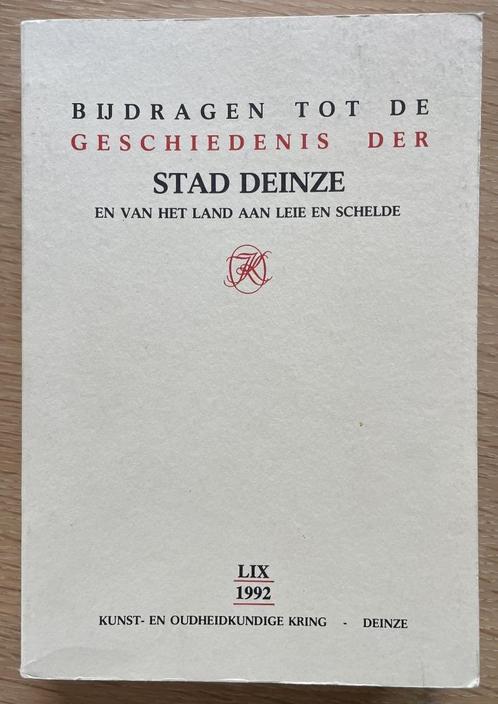 BIJDRAGEN TOT DE
GESCHIEDENIS DER
STAD DEINZE
EN VAN HET LAND AAN LEIE EN SCHELDE
LIX
1992
KUNST- EN OUDHEIDKUNDIGE KRING - DEINZE